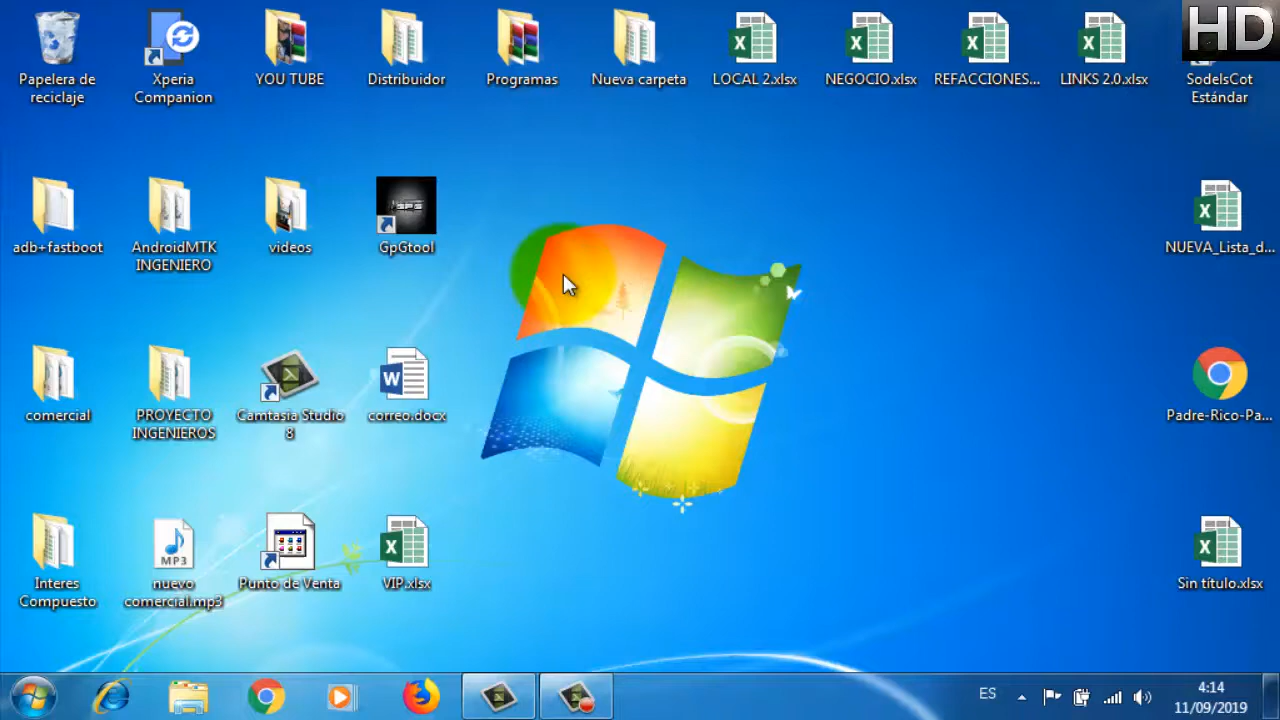 Papelera de
reciclaje
Xperia
Companion
YOU TUBE
Distribuidor
Programas
Nueva carpeta
LOCAL 2.xlsx
NEGOCIO.xlsx
REFACCIONES...
LINKS 2.0.xlsx
HD
SodelsCot
Estándar
adb+fastboot
AndroidMTK
INGENIERO
videos
GpGtool
NUEVA_Lista_d...
comercial
PROYECTO
INGENIEROS
Camtasia Studio
8
correo.docx
Padre-Rico-Pa...
Interes
Compuesto
MP3
nuevo
comercial.mp3
Punto de Venta
VIP.xlsx
Sin título.xlsx
ES
4:14
11/09/2019